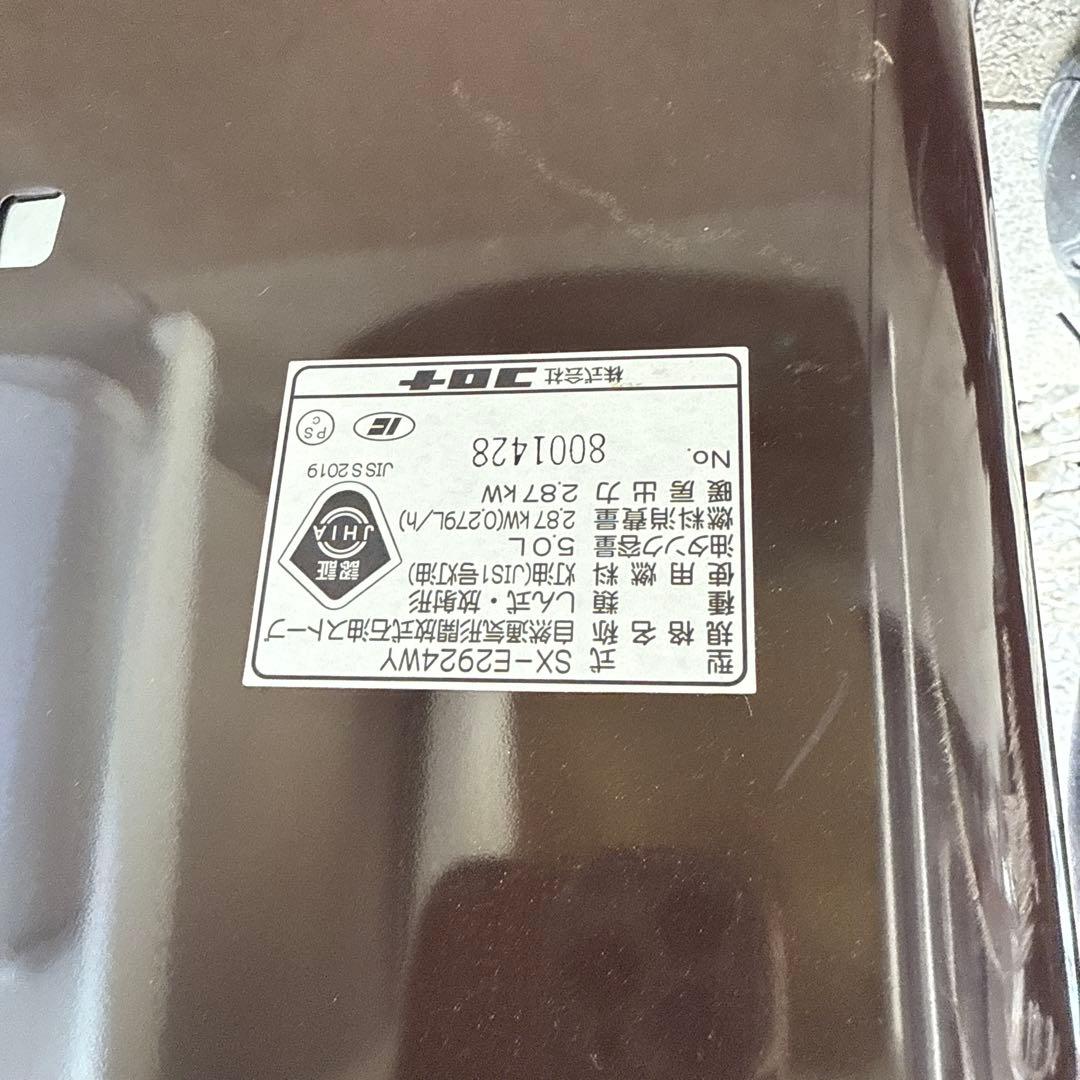 型式 SX-E2924WY
規格名称 自然通気形開放式石油ストーブ
種類 しん式・放射形
使用燃料 灯油(JIS1号灯油)
油タンク容量 5.0L
燃料消費量 2.87kW(0.279L/h)
暖房出力 2.87kW
No. 8001428
認証
JHIA
JIS S 2019
PS
C
株式会社コロナ